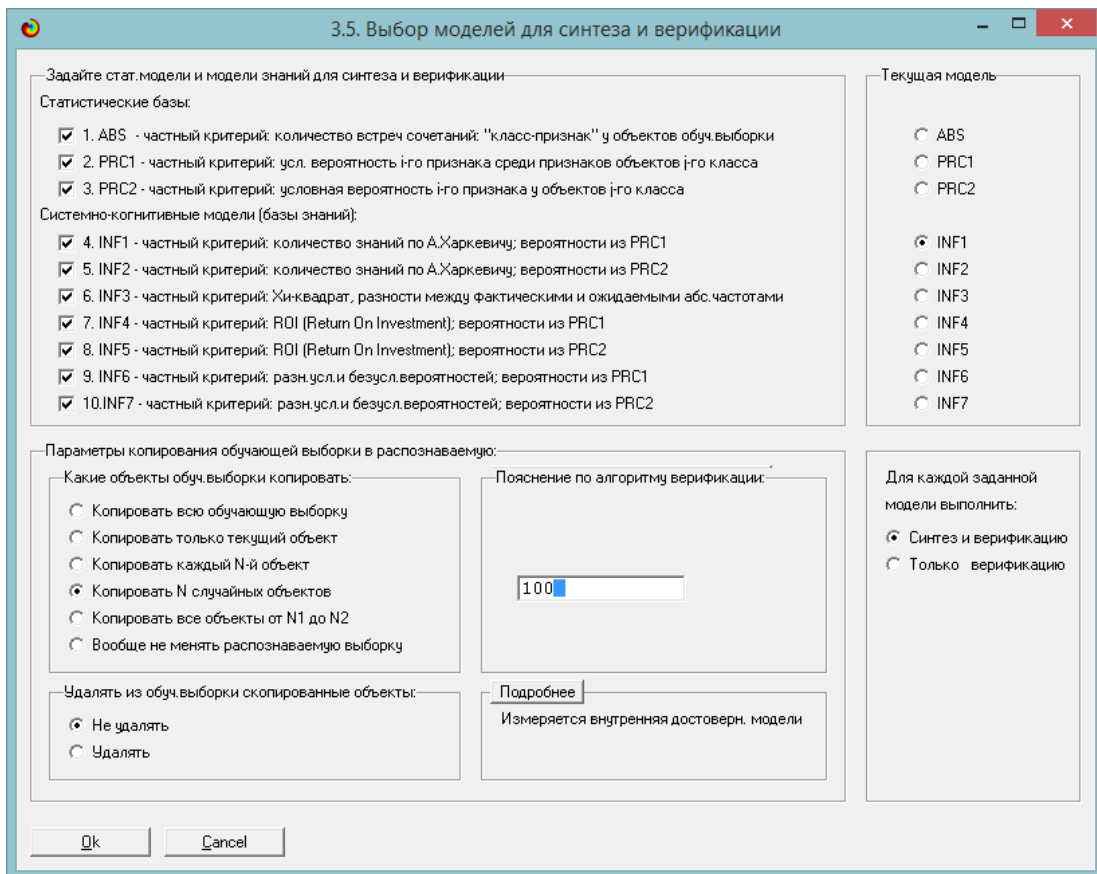 3.5. Выбор моделей для синтеза и верификации
Задайте стат.модели и модели знаний для синтеза и верификации
Статистические базы:
1. ABS - частный критерий: количество встреч сочетаний: "класс-признак" у объектов обуч.выборки
2. PRC1 - частный критерий: усл. вероятность i-го признака среди признаков объектов j-го класса
3. PRC2 - частный критерий: условная вероятность i-го признака у объектов j-го класса
Системно-когнитивные модели (базы знаний):
4. INF1 - частный критерий: количество знаний по А.Харкевичу; вероятности из PRC1
5. INF2 - частный критерий: количество знаний по А.Харкевичу; вероятности из PRC2
6. INF3 - частный критерий: Хи-квадрат, разности между фактическими и ожидаемыми абс.частотами
7. INF4 - частный критерий: ROI (Return On Investment); вероятности из PRC1
8. INF5 - частный критерий: ROI (Return On Investment); вероятности из PRC2
9. INF6 - частный критерий: разн.усл.и безусл.вероятностей; вероятности из PRC1
10.INF7 - частный критерий: разн.усл.и безусл.вероятностей; вероятности из PRC2
Текущая модель
ABS
PRC1
PRC2
INF1
INF2
INF3
INF4
INF5
INF6
INF7
Параметры копирования обучающей выборки в распознаваемую:
Какие объекты обуч.выборки копировать:
Копировать всю обучающую выборку
Копировать только текущий объект
Копировать каждый N-й объект
Копировать N случайных объектов
Копировать все объекты от N1 до N2
Вообще не менять распознаваемую выборку
Пояснение по алгоритму верификации:
100
Удалять из обуч.выборки скопированные объекты:
Не удалять
Удалять
Подробнее
Измеряется внутренняя достоверн. модели
Для каждой заданной
модели выполнить:
Синтез и верификацию
Только верификацию
Ok
Cancel